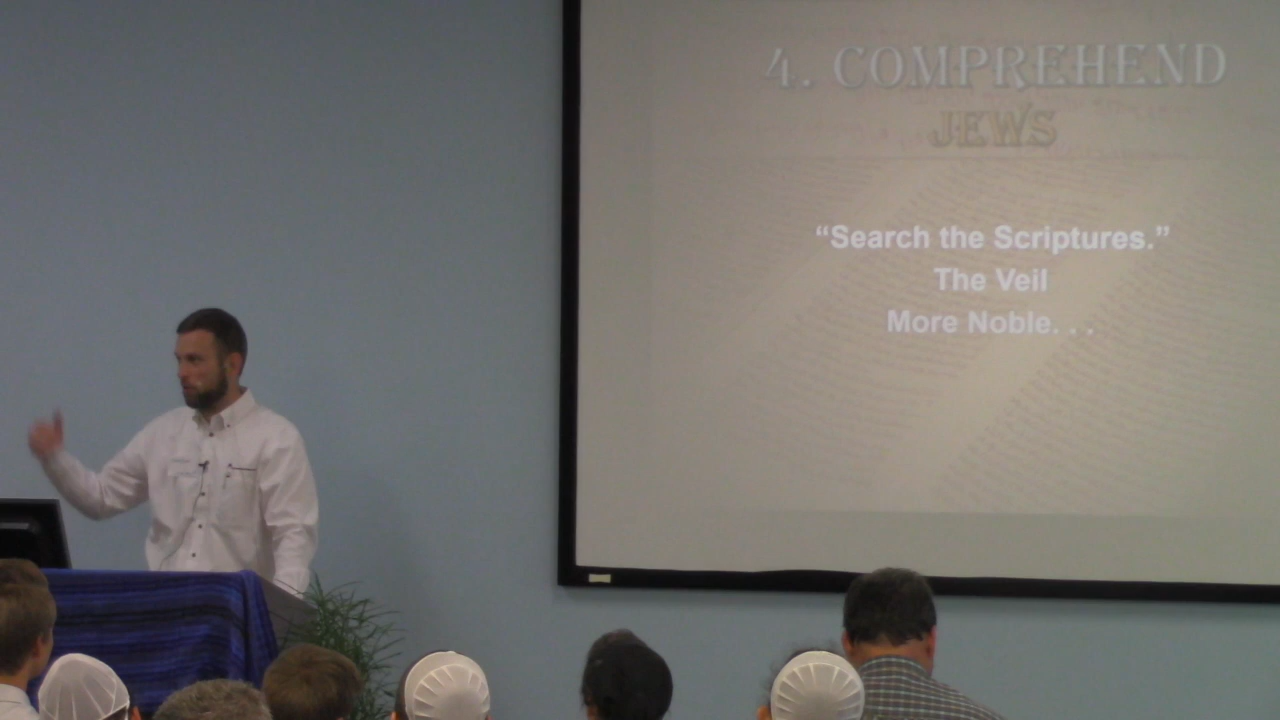 4. COMPREHEND
JEWS
“Search the Scriptures.”
The Veil
More Noble. . .